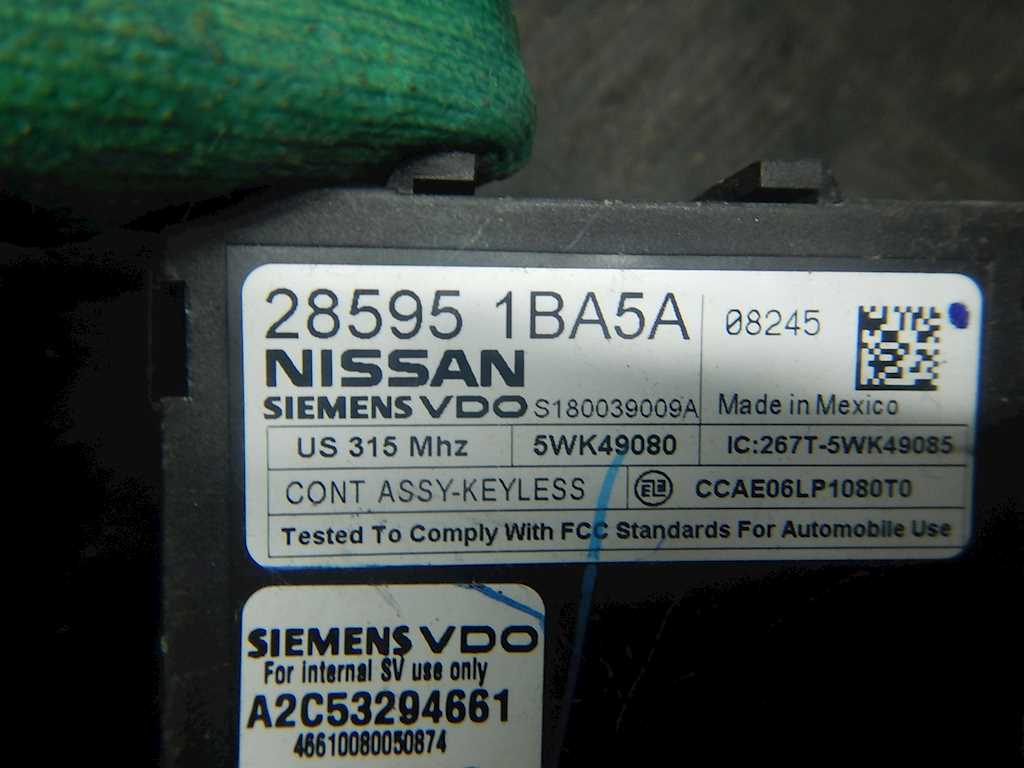 28595 1BA5A
08245
NISSAN
SIEMENS VDO S180039009A
Made in Mexico
US 315 Mhz
5WK49080
IC:267T-5WK49085
CONT ASSY-KEYLESS
CCAE06LP1080T0
Tested To Comply With FCC Standards For Automobile Use
SIEMENS VDO
For internal SV use only
A2C53294661
46610080050874